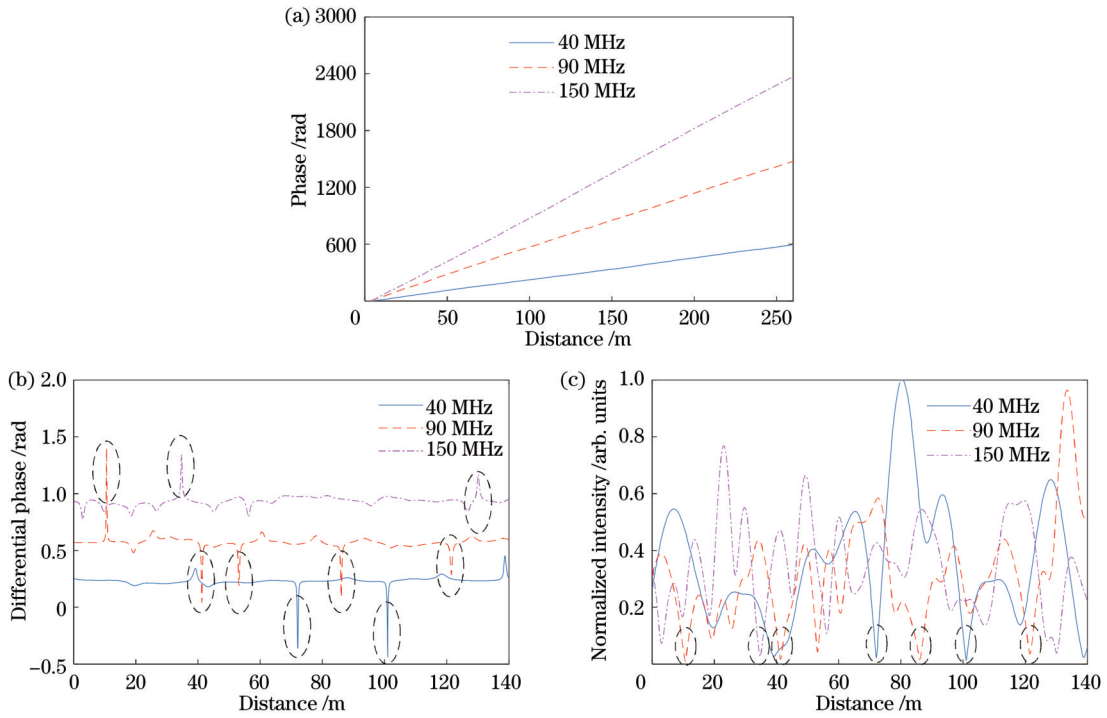 (a)
3000
2400
1800
1200
600
Phase /rad
40 MHz
90 MHz
150 MHz
0
50
100
150
200
250
Distance /m
(b)
2.0
1.5
1.0
0.5
0
−0.5
Differential phase /rad
40 MHz
90 MHz
150 MHz
0
20
40
60
80
100
120
140
Distance /m
(c)
1.0
0.8
0.6
0.4
0.2
Normalized intensity /arb. units
40 MHz
90 MHz
150 MHz
0
20
40
60
80
100
120
140
Distance /m